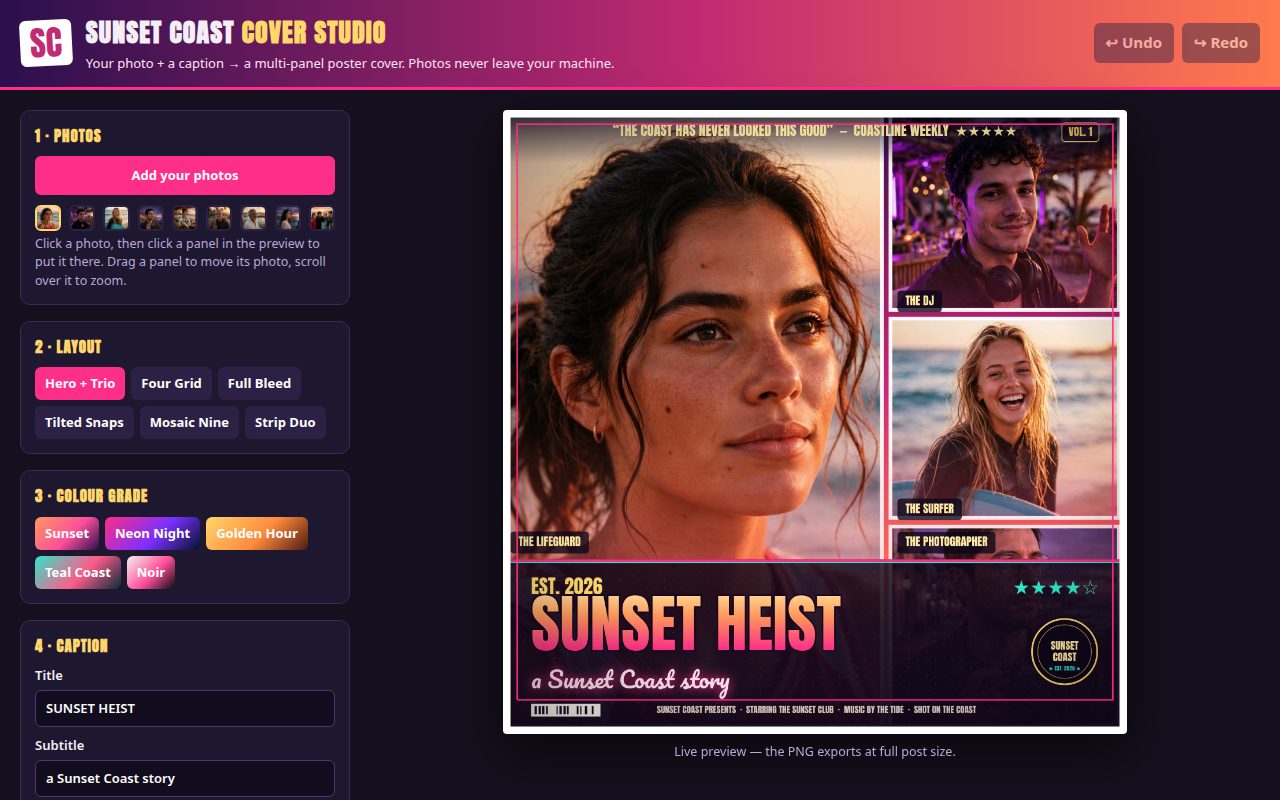 SC
SUNSET COAST COVER STUDIO
Your photo + a caption → a multi-panel poster cover. Photos never leave your machine.
↩ Undo
↪ Redo
1 · PHOTOS
Add your photos
Click a photo, then click a panel in the preview to
put it there. Drag a panel to move its photo, scroll
over it to zoom.
2 · LAYOUT
Hero + Trio
Four Grid
Full Bleed
Tilted Snaps
Mosaic Nine
Strip Duo
3 · COLOUR GRADE
Sunset
Neon Night
Golden Hour
Teal Coast
Noir
4 · CAPTION
Title
SUNSET HEIST
Subtitle
a Sunset Coast story
“THE COAST HAS NEVER LOOKED THIS GOOD” — COASTLINE WEEKLY ★★★★★
VOL. 1
THE DJ
THE SURFER
THE LIFEGUARD
THE PHOTOGRAPHER
EST. 2026
★★★★☆
SUNSET HEIST
a Sunset Coast story
SUNSET
COAST
★ EST. 2026 ★
SUNSET COAST PRESENTS · STARRING THE SUNSET CLUB · MUSIC BY THE TIDE · SHOT ON THE COAST
Live preview — the PNG exports at full post size.